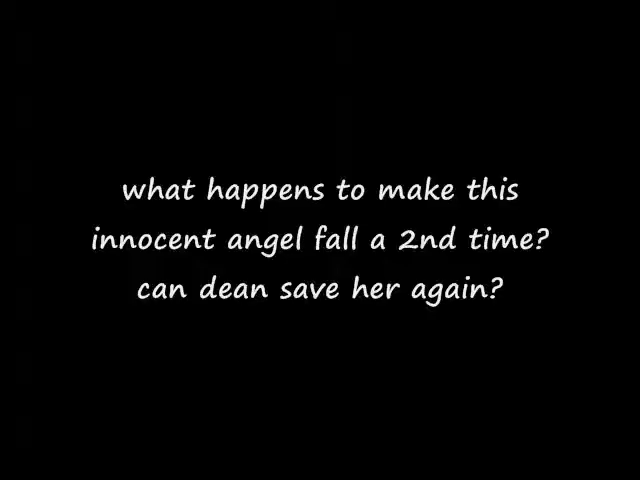 what happens to make this
innocent angel fall a 2nd time?
can dean save her again?